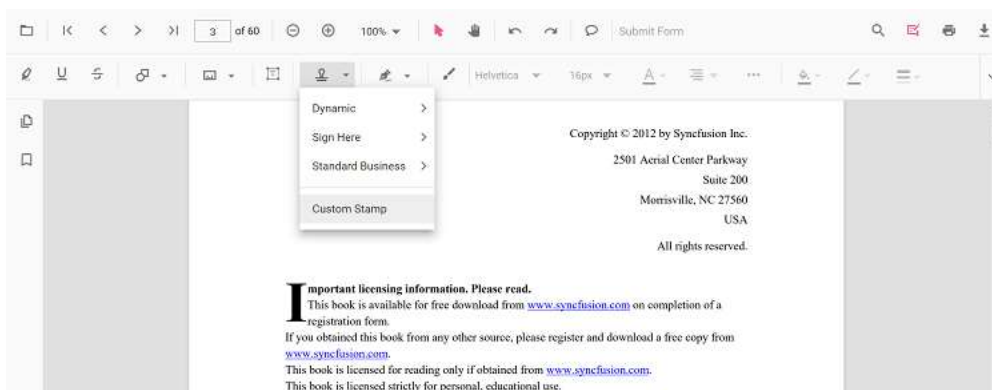 3 of 60 100% Submit Form
Helvetica 16px A
Dynamic
Sign Here
Standard Business
Custom Stamp
Copyright © 2012 by Syncfusion Inc.
2501 Aerial Center Parkway
Suite 200
Morrisville, NC 27560
USA
All rights reserved.
Important licensing information. Please read.
This book is available for free download from www.syncfusion.com on completion of a
registration form.
If you obtained this book from any other source, please register and download a free copy from
www.syncfusion.com.
This book is licensed for reading only if obtained from www.syncfusion.com.
This book is licensed strictly for personal, educational use.